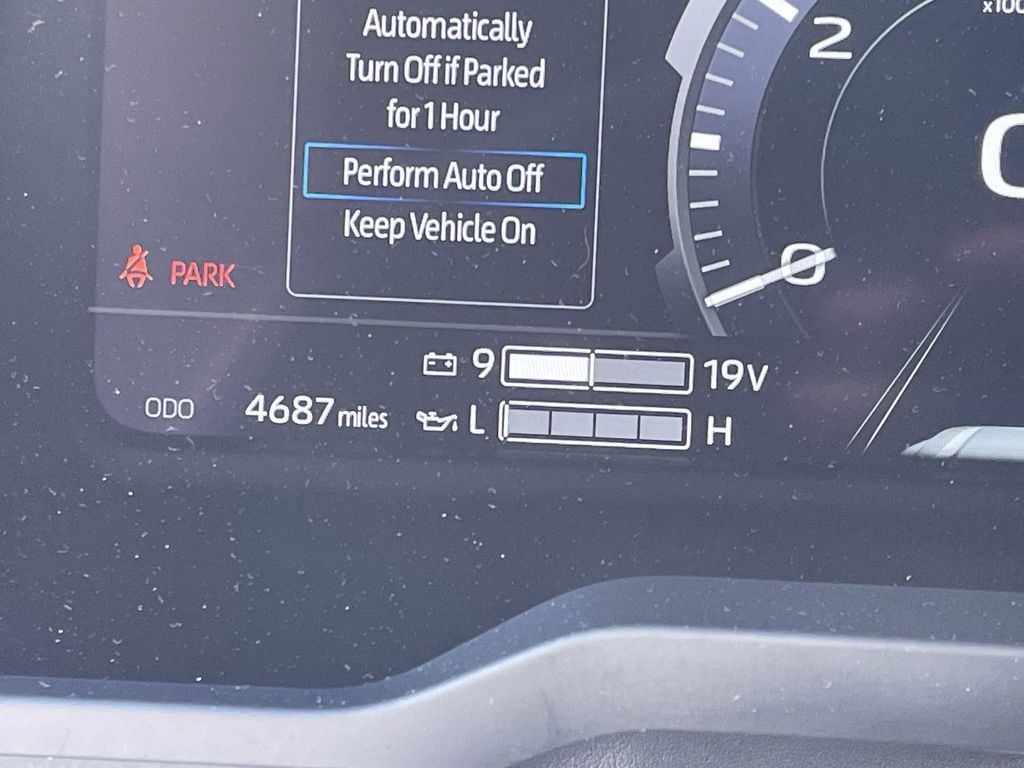 Automatically
Turn Off if Parked
for 1 Hour
Perform Auto Off
Keep Vehicle On
PARK
2
0
0
9 19V
ODO 4687 miles L H